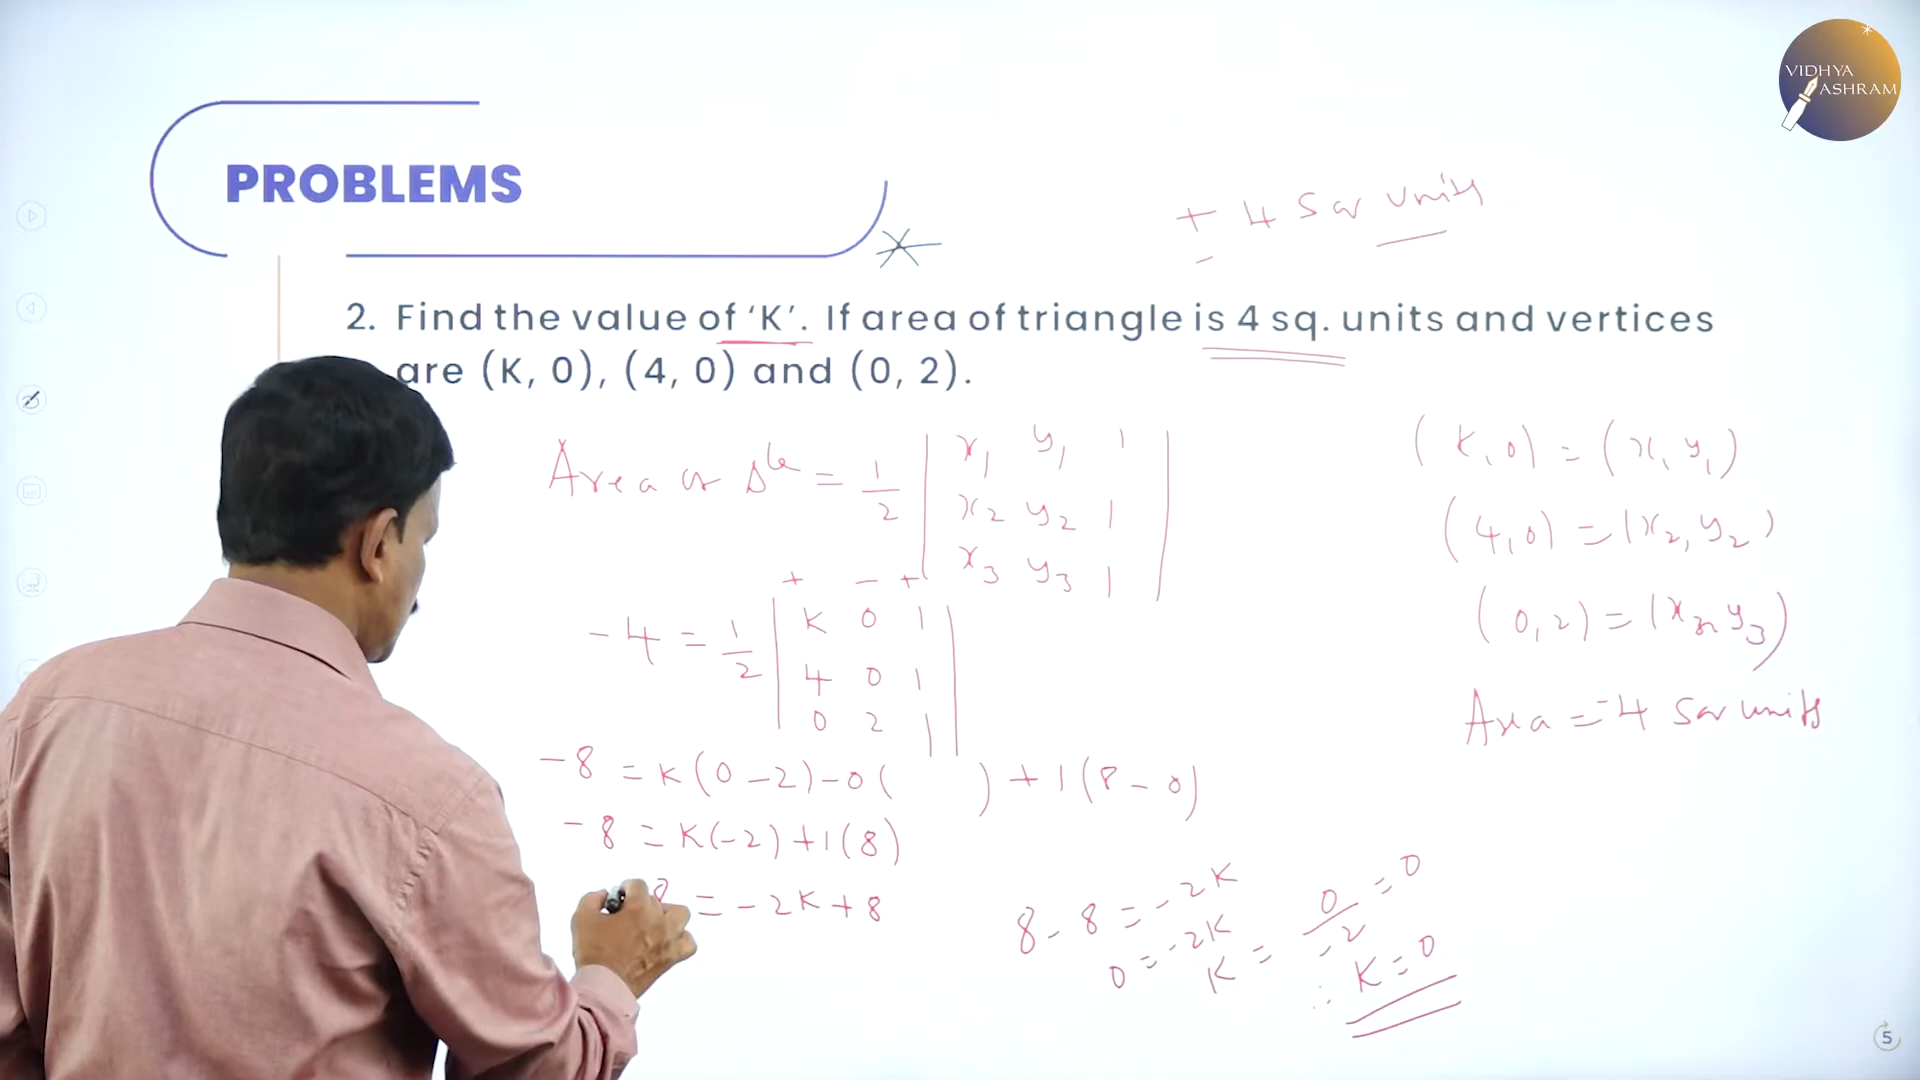 VIDHYA
ASHRAM
PROBLEMS
± 4 Sqr units
2. Find the value of ‘K’. If area of triangle is 4 sq. units and vertices
are (K, 0), (4, 0) and (0, 2).
Area of Δle = 1/2 | x1 y1 1
x2 y2 1
x3 y3 1 |
+ - +
-4 = 1/2 | K 0 1
4 0 1
0 2 1 |
-8 = K(0-2)-0( ) + 1(8-0)
-8 = K(-2)+1(8)
8 = -2K+8
(K,0) = (x1 y1)
(4,0) = (x2, y2)
(0,2) = (x3 y3)
Area = -4 Sqr units
8-8 = -2K
0 = -2K
K = 0/-2 = 0
∴ K = 0
5